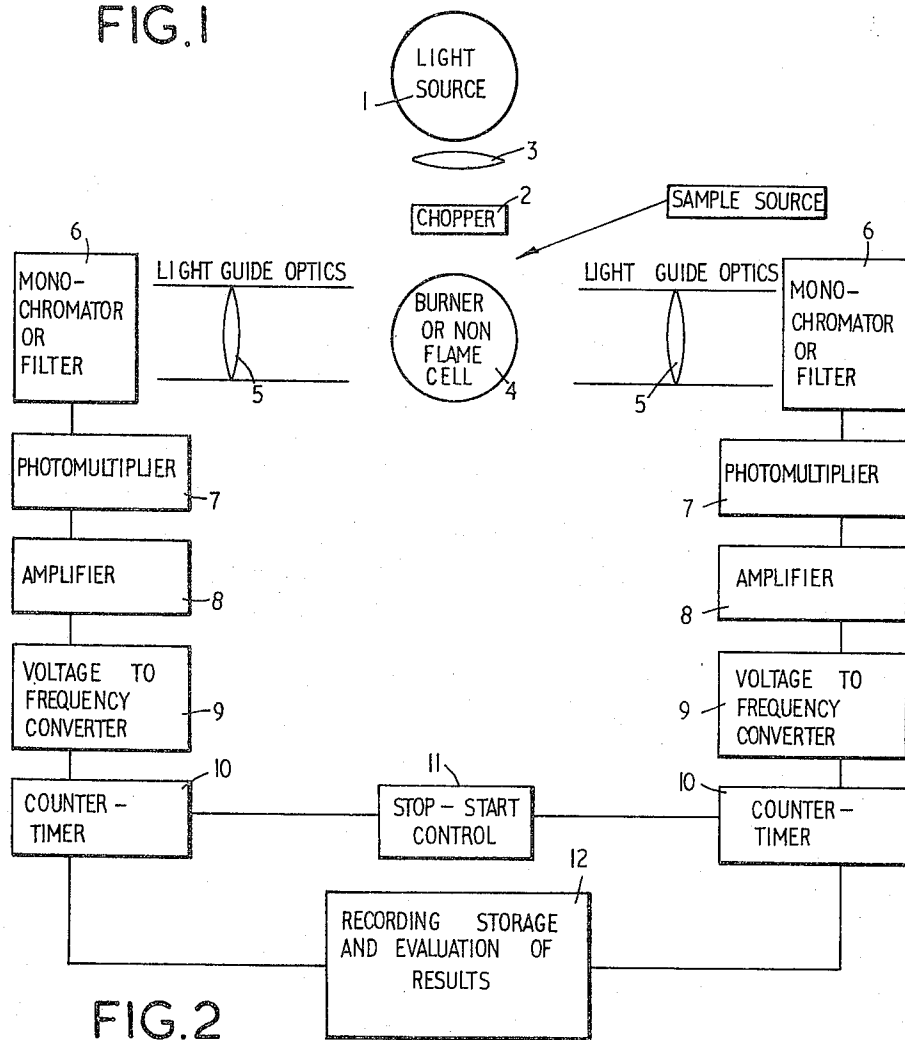 FIG.1
LIGHT
SOURCE
1
3
2
CHOPPER
SAMPLE SOURCE
6
MONO-
CHROMATOR
OR
FILTER
LIGHT GUIDE OPTICS
5
BURNER
OR NON
FLAME
CELL
4
LIGHT GUIDE OPTICS
5
6
MONO-
CHROMATOR
OR
FILTER
PHOTOMULTIPLIER
7
PHOTOMULTIPLIER
7
AMPLIFIER
8
AMPLIFIER
8
VOLTAGE TO
FREQUENCY
CONVERTER
9
VOLTAGE TO
FREQUENCY
CONVERTER
9
10
COUNTER-
TIMER
11
STOP-START
CONTROL
10
COUNTER-
TIMER
12
RECORDING STORAGE
AND EVALUATION OF
RESULTS
FIG.2